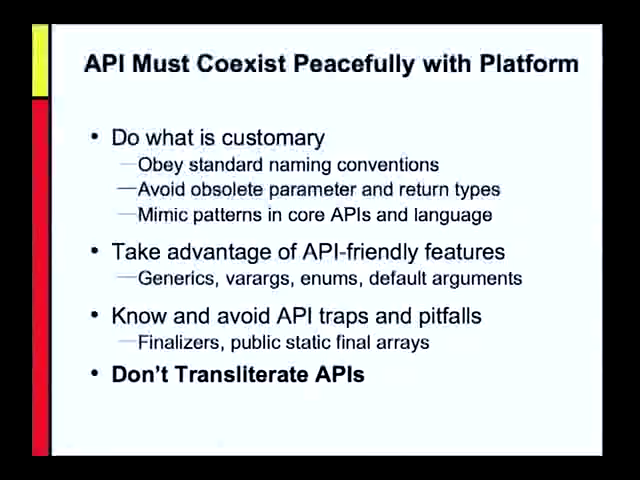 API Must Coexist Peacefully with Platform
• Do what is customary
—Obey standard naming conventions
—Avoid obsolete parameter and return types
—Mimic patterns in core APIs and language
• Take advantage of API-friendly features
—Generics, varargs, enums, default arguments
• Know and avoid API traps and pitfalls
—Finalizers, public static final arrays
• Don't Transliterate APIs